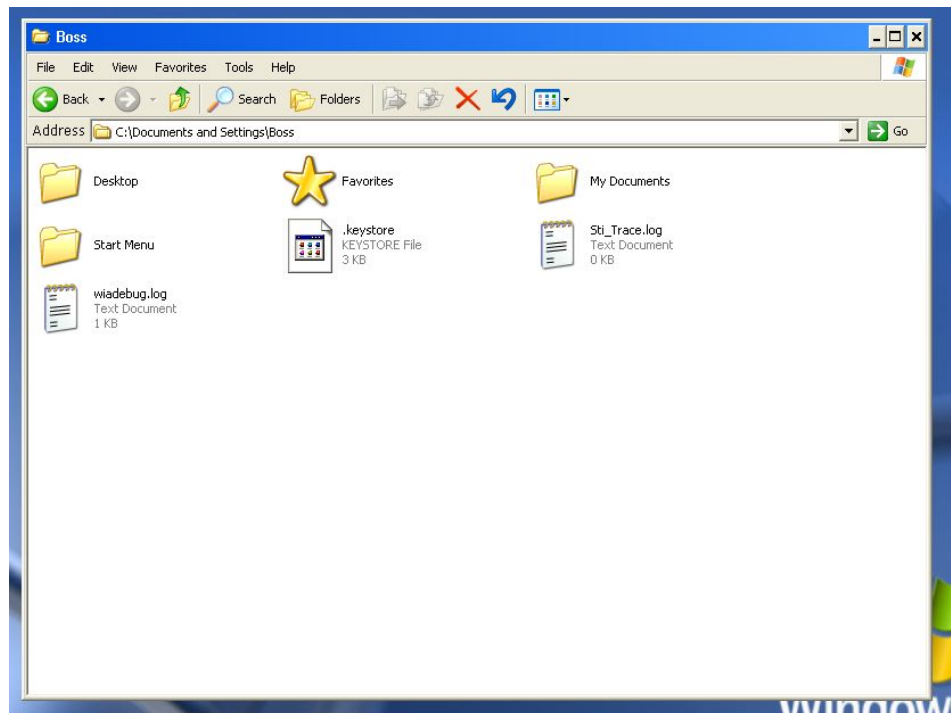 Boss
File Edit View Favorites Tools Help
Back Search Folders
Address C:\Documents and Settings\Boss Go
Desktop
Favorites
My Documents
Start Menu
.keystore
KEYSTORE File
3 KB
Sti_Trace.log
Text Document
0 KB
wiadebug.log
Text Document
1 KB
Window